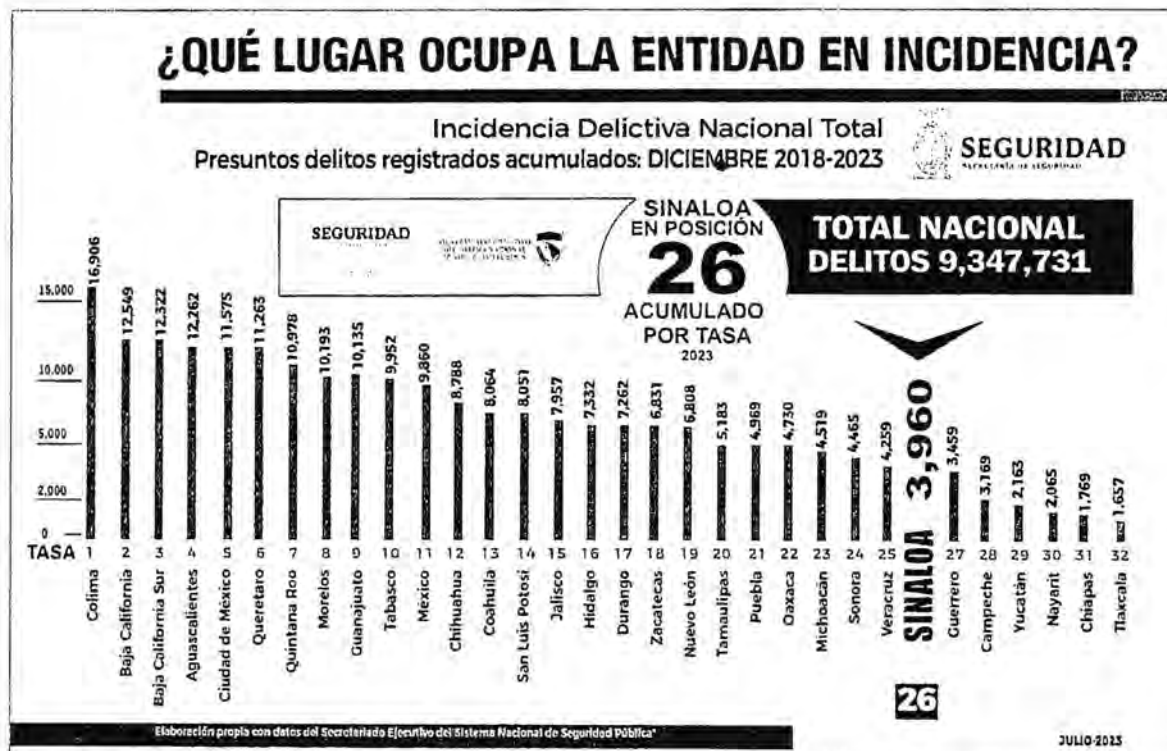 ¿QUÉ LUGAR OCUPA LA ENTIDAD EN INCIDENCIA?
Incidencia Delictiva Nacional Total
Presuntos delitos registrados acumulados: DICIEMBRE 2018-2023
SEGURIDAD
SECRETARÍA DE SEGURIDAD
SEGURIDAD
SINALOA
EN POSICIÓN
26
ACUMULADO
POR TASA
2023
TOTAL NACIONAL
DELITOS 9,347,731
15,000
10.000
5,000
2,000
0
16,906
12,549
12,322
12,262
11,575
11,263
10,978
10,193
10,135
9,952
9,860
8,788
8,064
8,051
7,957
7,332
7,262
6,831
6,808
5,183
4,969
4,730
4,519
4,465
4,259
SINALOA 3,960
3,459
3,169
2,163
2,065
1,769
1,657
TASA 1 2 3 4 5 6 7 8 9 10 11 12 13 14 15 16 17 18 19 20 21 22 23 24 25 27 28 29 30 31 32
Colima
Baja California
Baja California Sur
Aguascalientes
Ciudad de México
Queretaro
Quintana Roo
Morelos
Guanajuato
Tabasco
México
Chihuahua
Coahuila
San Luis Potosí
Jalisco
Hidalgo
Durango
Zacatecas
Nuevo León
Tamaulipas
Puebla
Oaxaca
Michoacán
Sonora
Veracruz
Guerrero
Campeche
Yucatán
Nayarit
Chiapas
Tlaxcala
26
Elaboración propia con datos del Secretariado Ejecutivo del Sistema Nacional de Seguridad Pública"
JULIO-2023